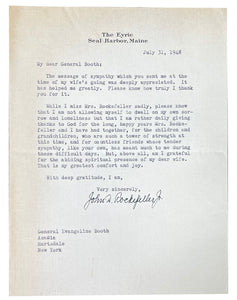 The Eyrie
Seal Harbor, Maine
July 31, 1948
My dear General Booth:
The message of sympathy which you sent me at the
time of my wife's going was deeply appreciated. It
has helped me greatly. Please know how truly I thank
you for it.
While I miss Mrs. Rockefeller sadly, please know
that I am not allowing myself to dwell on my own sor-
row and loneliness but that I am rather daily giving
thanks to God for the long, happy years Mrs. Rocke-
feller and I have had together, for the children and
grandchildren, who are such a tower of strength at
this time, and for countless friends whose tender
sympathy, like your own, has meant much to me during
these difficult days. But, above all, am I grateful
for the abiding spiritual presence of my dear wife.
That is my greatest comfort and joy.
With deep gratitude, I am,
Very sincerely,
John D. Rockefeller Jr.
General Evangeline Booth
Acadia
Hartsdale
New York